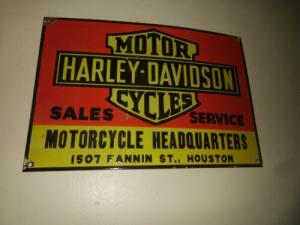 MOTOR
HARLEY-DAVIDSON
CYCLES
SALES SERVICE
MOTORCYCLE HEADQUARTERS
1507 FANNIN ST., HOUSTON